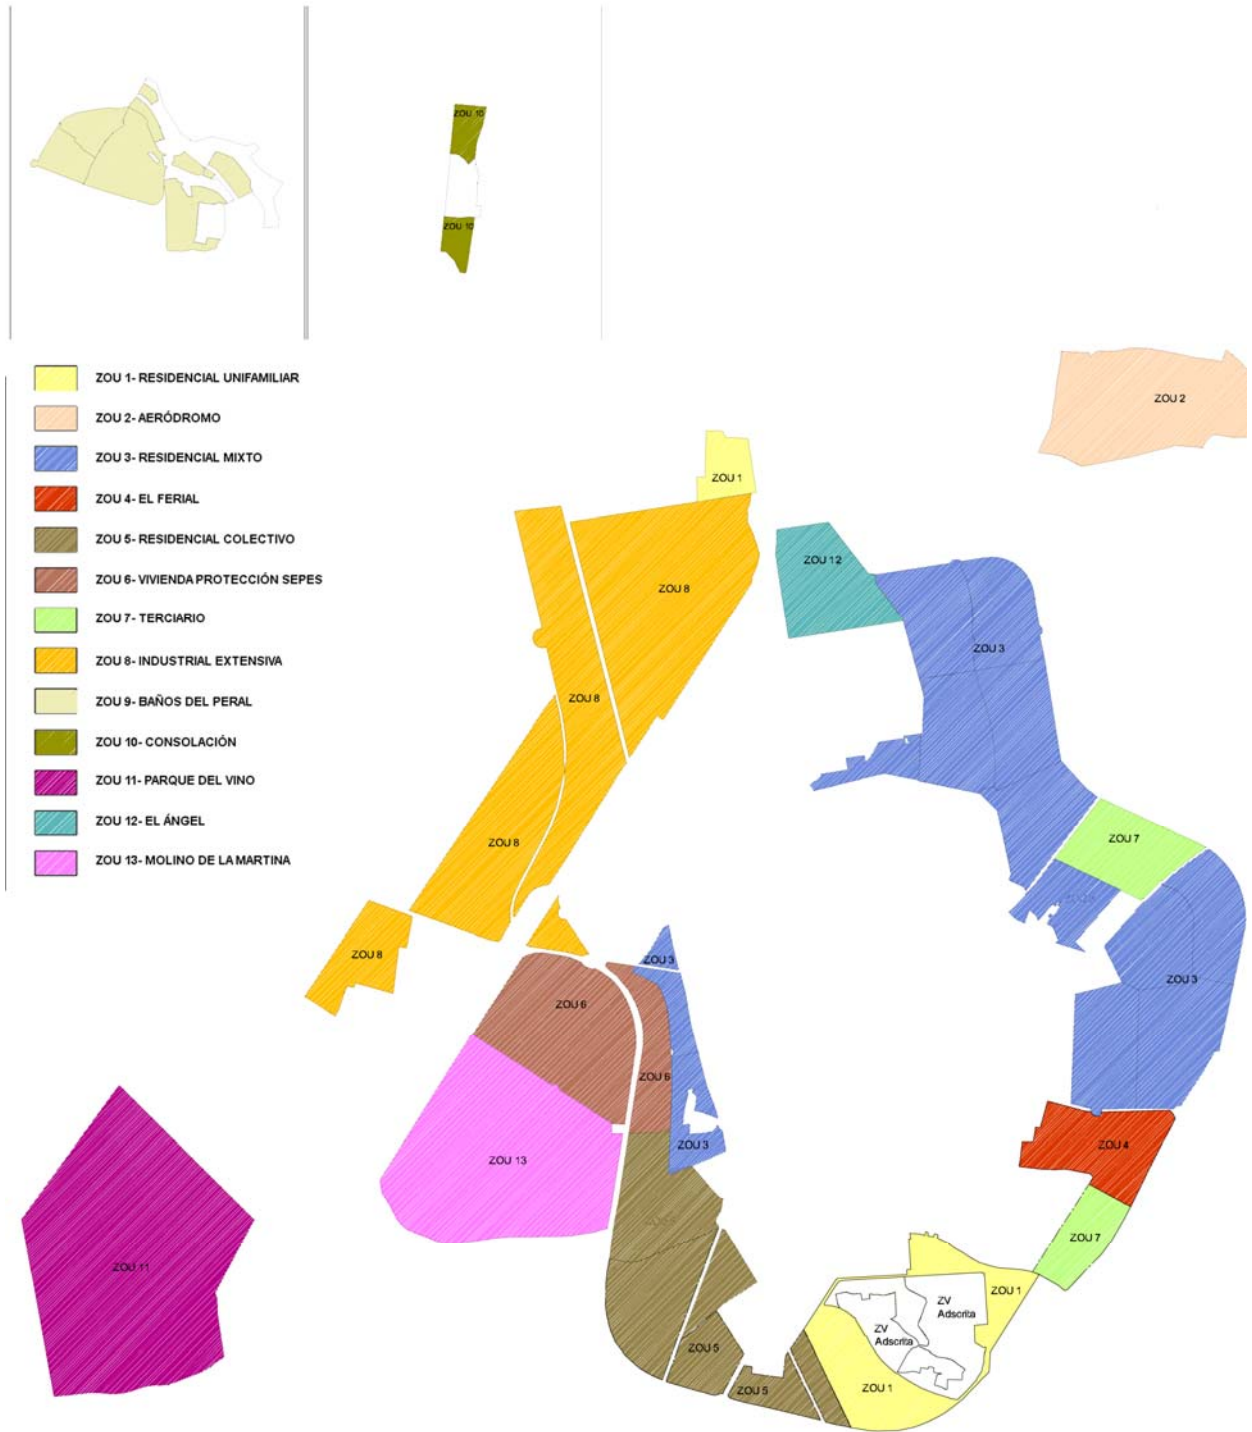 ZOU 10
ZOU 10
ZOU 1- RESIDENCIAL UNIFAMILIAR
ZOU 2- AERÓDROMO
ZOU 3- RESIDENCIAL MIXTO
ZOU 4- EL FERIAL
ZOU 5- RESIDENCIAL COLECTIVO
ZOU 6- VIVIENDA PROTECCIÓN SEPES
ZOU 7- TERCIARIO
ZOU 8- INDUSTRIAL EXTENSIVA
ZOU 9- BAÑOS DEL PERAL
ZOU 10- CONSOLACIÓN
ZOU 11- PARQUE DEL VINO
ZOU 12- EL ÁNGEL
ZOU 13- MOLINO DE LA MARTINA
ZOU 2
ZOU 1
ZOU 12
ZOU 8
ZOU 3
ZOU 8
ZOU 7
ZOU 8
ZOU 8
ZOU 3
ZOU 3
ZOU 6
ZOU 6
ZOU 4
ZOU 3
ZOU 13
ZOU 7
ZOU 11
ZOU 1
ZV
Adscrita
ZV
Adscrita
ZOU 5
ZOU 5
ZOU 1